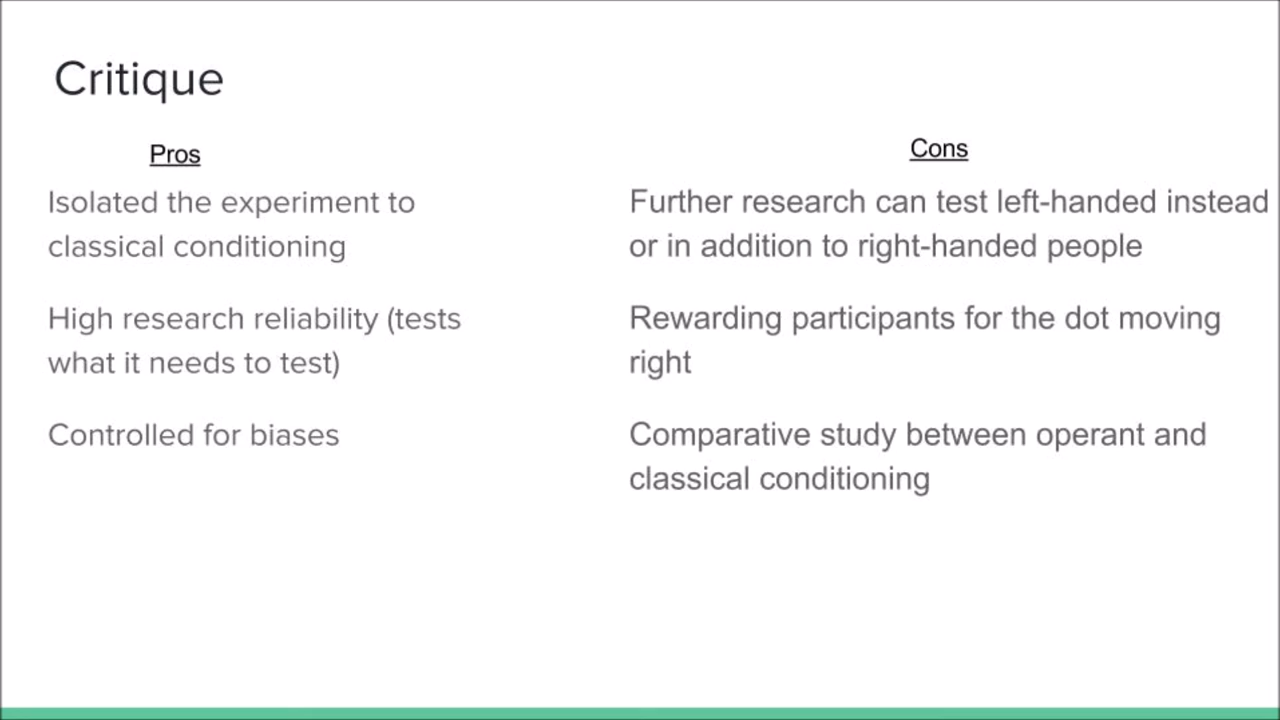 Critique
Pros
Isolated the experiment to
classical conditioning
High research reliability (tests
what it needs to test)
Controlled for biases
Cons
Further research can test left-handed instead
or in addition to right-handed people
Rewarding participants for the dot moving
right
Comparative study between operant and
classical conditioning